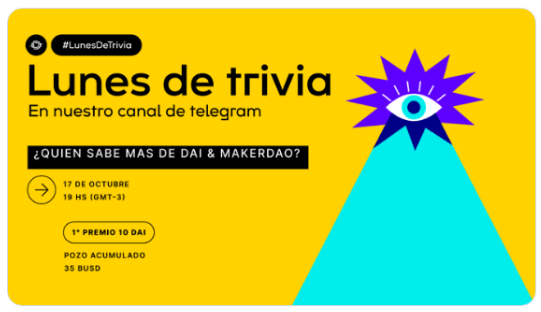 #LunesDeTrivia
Lunes de trivia
En nuestro canal de telegram
¿QUIEN SABE MAS DE DAI & MAKERDAO?
17 DE OCTUBRE
19 HS (GMT-3)
1° PREMIO 10 DAI
POZO ACUMULADO
35 BUSD